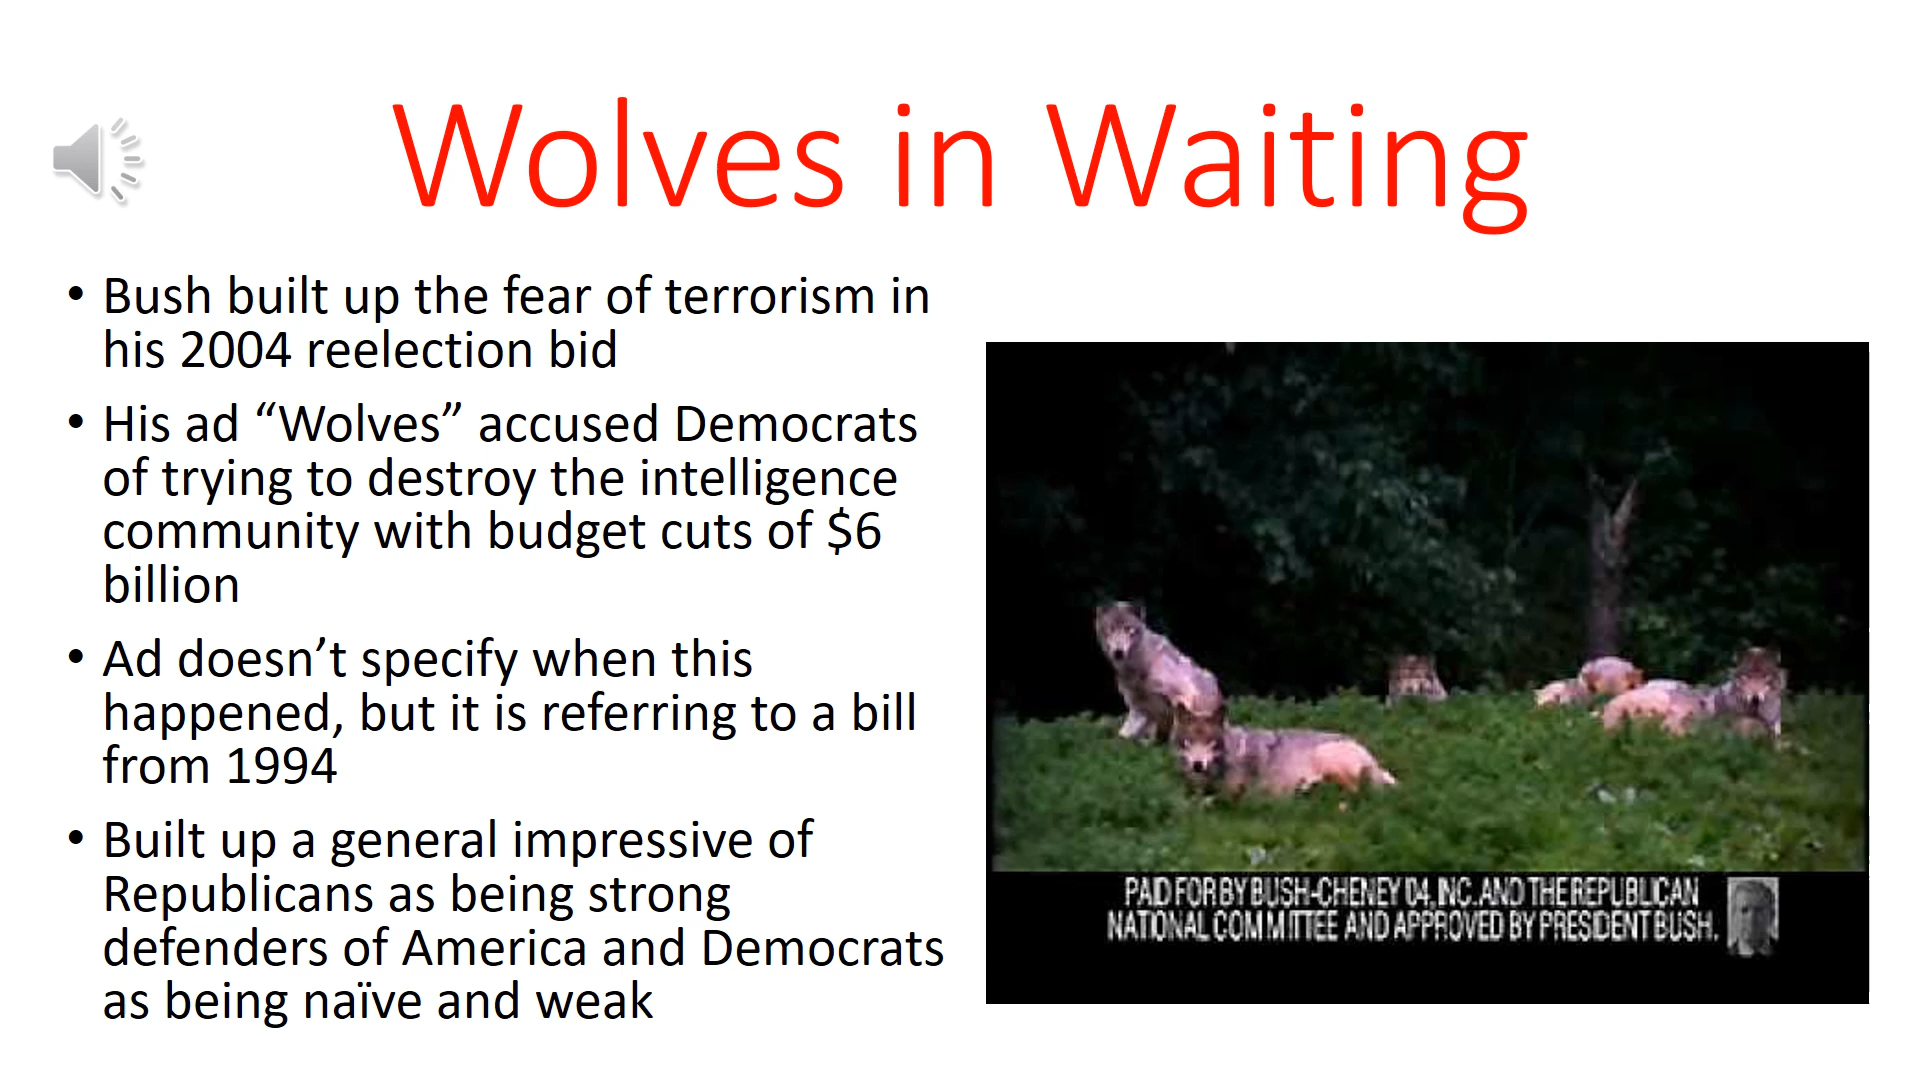 Wolves in Waiting
• Bush built up the fear of terrorism in
his 2004 reelection bid
• His ad “Wolves” accused Democrats
of trying to destroy the intelligence
community with budget cuts of $6
billion
• Ad doesn’t specify when this
happened, but it is referring to a bill
from 1994
• Built up a general impressive of
Republicans as being strong
defenders of America and Democrats
as being naïve and weak
PAID FOR BY BUSH-CHENEY '04, INC. AND THE REPUBLICAN
NATIONAL COMMITTEE AND APPROVED BY PRESIDENT BUSH.